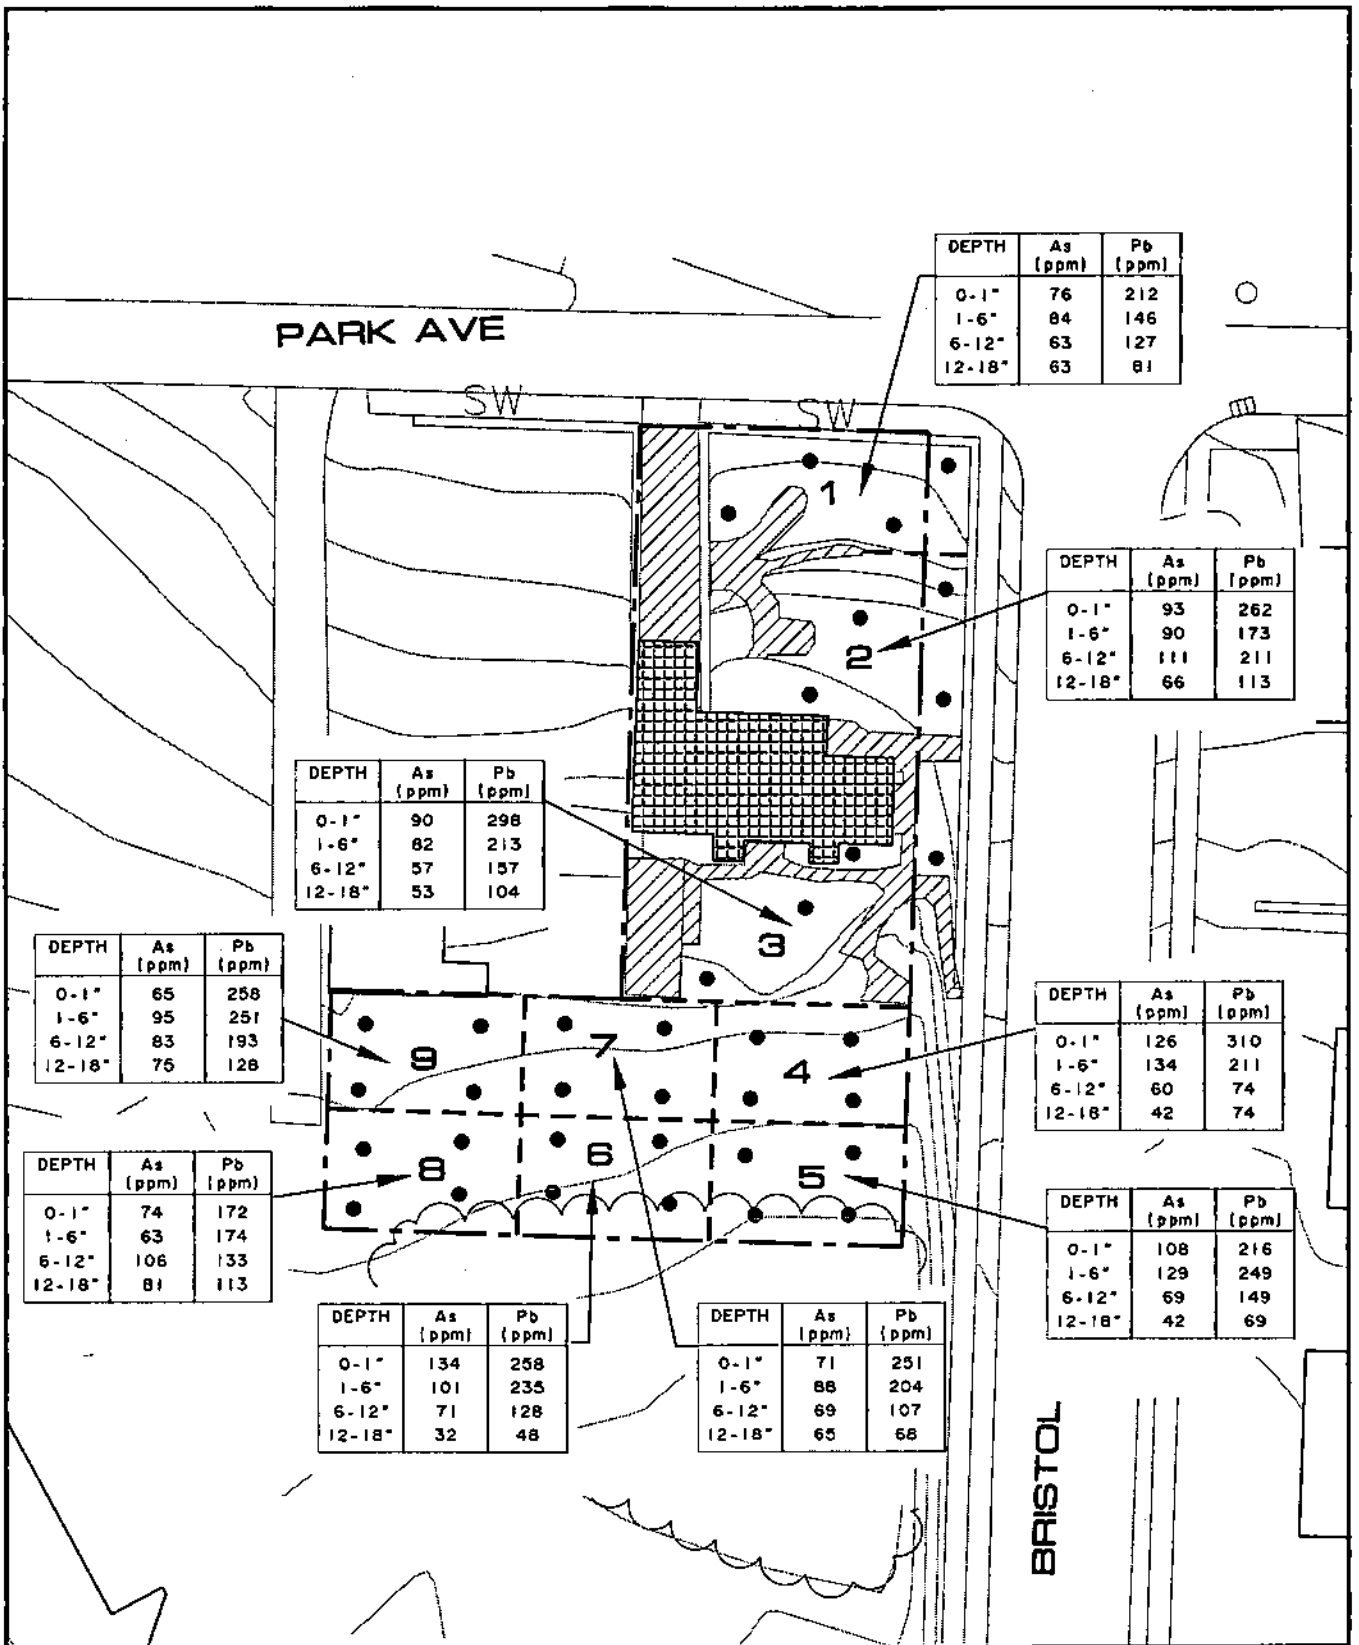 DEPTH As (ppm) Pb (ppm)
0-1" 76 212
1-6" 84 146
6-12" 63 127
12-18" 63 81
PARK AVE
SW SW
1
DEPTH As (ppm) Pb (ppm)
0-1" 93 262
1-6" 90 173
6-12" 111 211
12-18" 66 113
2
DEPTH As (ppm) Pb (ppm)
0-1" 90 298
1-6" 82 213
6-12" 57 157
12-18" 53 104
3
DEPTH As (ppm) Pb (ppm)
0-1" 65 258
1-6" 95 251
6-12" 83 193
12-18" 75 128
DEPTH As (ppm) Pb (ppm)
0-1" 126 310
1-6" 134 211
6-12" 60 74
12-18" 42 74
9 7 4
8 6 5
DEPTH As (ppm) Pb (ppm)
0-1" 74 172
1-6" 63 174
6-12" 106 133
12-18" 81 113
DEPTH As (ppm) Pb (ppm)
0-1" 108 216
1-6" 129 249
6-12" 69 149
12-18" 42 69
DEPTH As (ppm) Pb (ppm)
0-1" 134 258
1-6" 101 235
6-12" 71 128
12-18" 32 48
DEPTH As (ppm) Pb (ppm)
0-1" 71 251
1-6" 88 204
6-12" 69 107
12-18" 65 68
BRISTOL